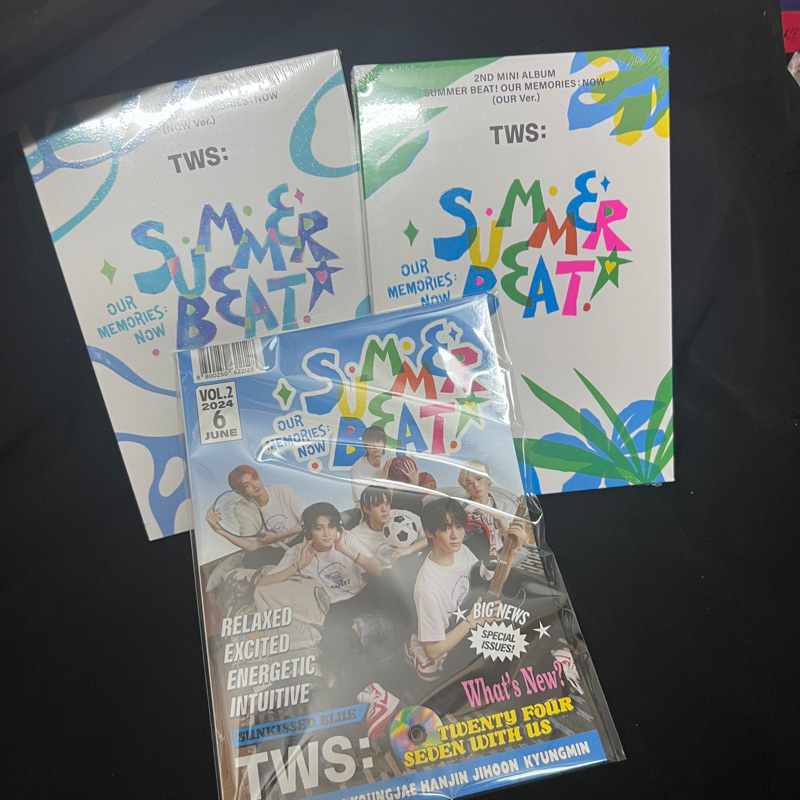 MEMORIES: NOW
(NOW Ver.)
TWS:
SUMMER
BEAT!
OUR
MEMORIES:
NOW
2ND MINI ALBUM
SUMMER BEAT! OUR MEMORIES: NOW
(OUR Ver.)
TWS:
SUMMER
BEAT.
OUR
MEMORIES:
NOW
8 800250 622128
VOL.2
2024
6
JUNE
SUMMER
BEAT.
OUR
MEMORIES:
NOW
RELAXED
EXCITED
ENERGETIC
INTUITIVE
BIG NEWS
SPECIAL
ISSUES!
What's New?
SUNKISSED BLUE
TWENTY FOUR
SEVEN WITH US
TWS:
YOUNGJAE HANJIN JIHOON KYUNGMIN